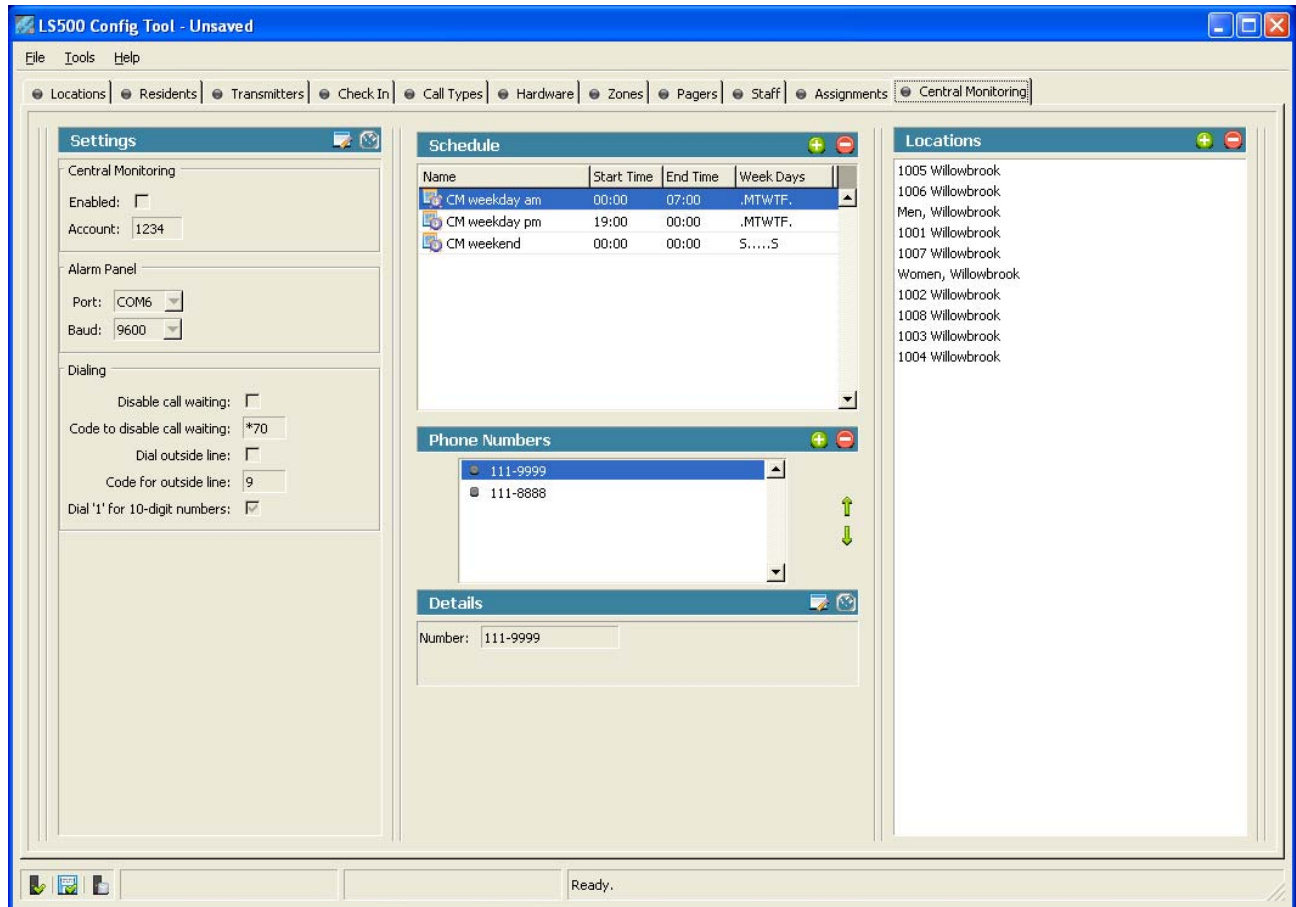 LS500 Config Tool - Unsaved
File Tools Help
Locations Residents Transmitters Check In Call Types Hardware Zones Pagers Staff Assignments Central Monitoring
Settings
Central Monitoring
Enabled:
Account: 1234
Alarm Panel
Port: COM6
Baud: 9600
Dialing
Disable call waiting:
Code to disable call waiting: *70
Dial outside line:
Code for outside line: 9
Dial '1' for 10-digit numbers:
Schedule
Name Start Time End Time Week Days
CM weekday am 00:00 07:00 .MTWTF.
CM weekday pm 19:00 00:00 .MTWTF.
CM weekend 00:00 00:00 S.....S
Phone Numbers
111-9999
111-8888
Details
Number: 111-9999
Locations
1005 Willowbrook
1006 Willowbrook
Men, Willowbrook
1001 Willowbrook
1007 Willowbrook
Women, Willowbrook
1002 Willowbrook
1008 Willowbrook
1003 Willowbrook
1004 Willowbrook
Ready.